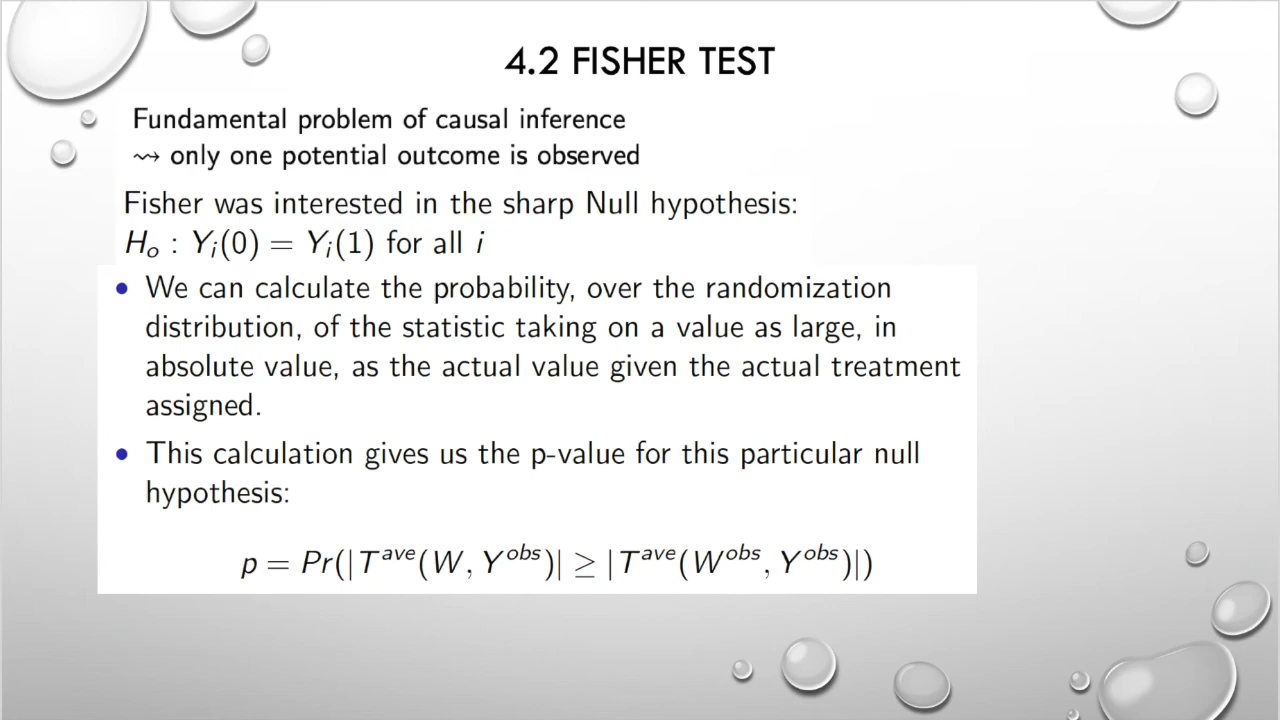 4.2 FISHER TEST
Fundamental problem of causal inference
⇝ only one potential outcome is observed
Fisher was interested in the sharp Null hypothesis:
H_o : Y_i(0) = Y_i(1) for all i
• We can calculate the probability, over the randomization
distribution, of the statistic taking on a value as large, in
absolute value, as the actual value given the actual treatment
assigned.
• This calculation gives us the p-value for this particular null
hypothesis:
p = Pr(|T^{ave}(W, Y^{obs})| ≥ |T^{ave}(W^{obs}, Y^{obs})|)